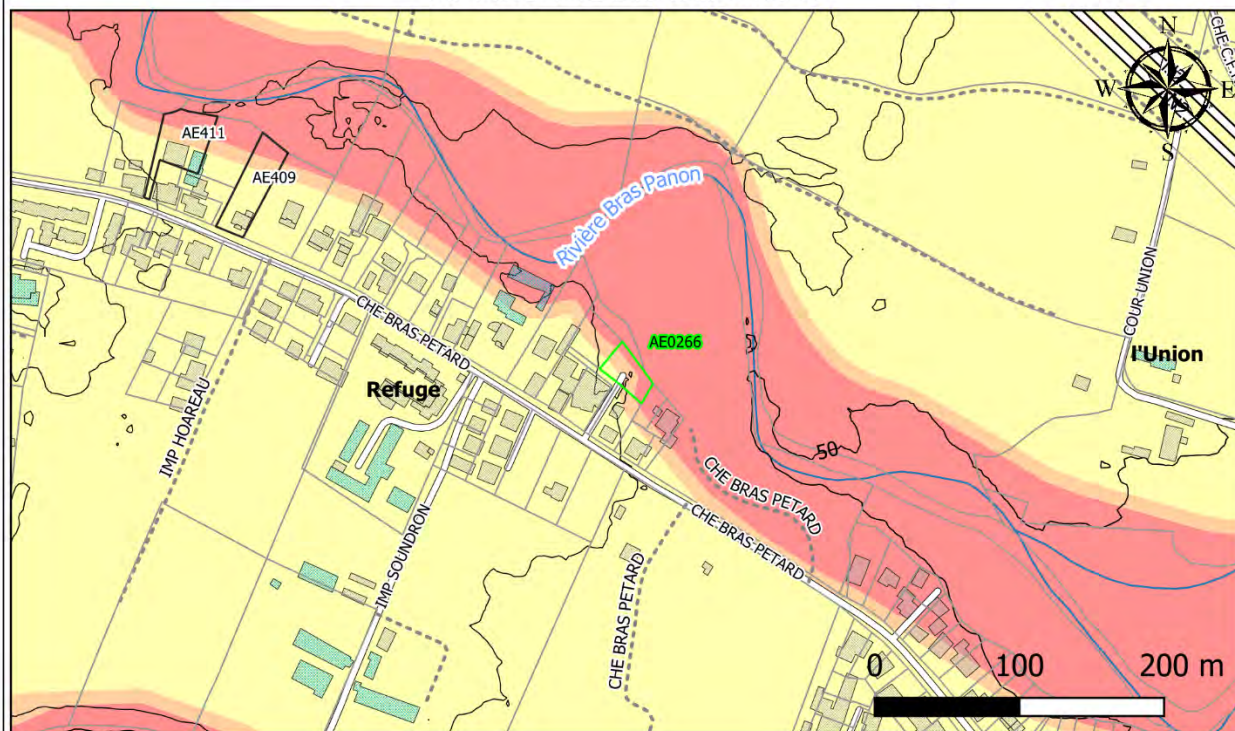 N
W E
S
CHE C
AE411
AE409
Rivière Bras Panon
COUR UNION
l'Union
AE0266
CHE-BRAS-PETARD
Refuge
IMP HOAREAU
50
CHE BRAS PETARD
CHE-BRAS-PETARD
IMP-SOUNDRON
CHE BRAS PETARD
0 100 200 m